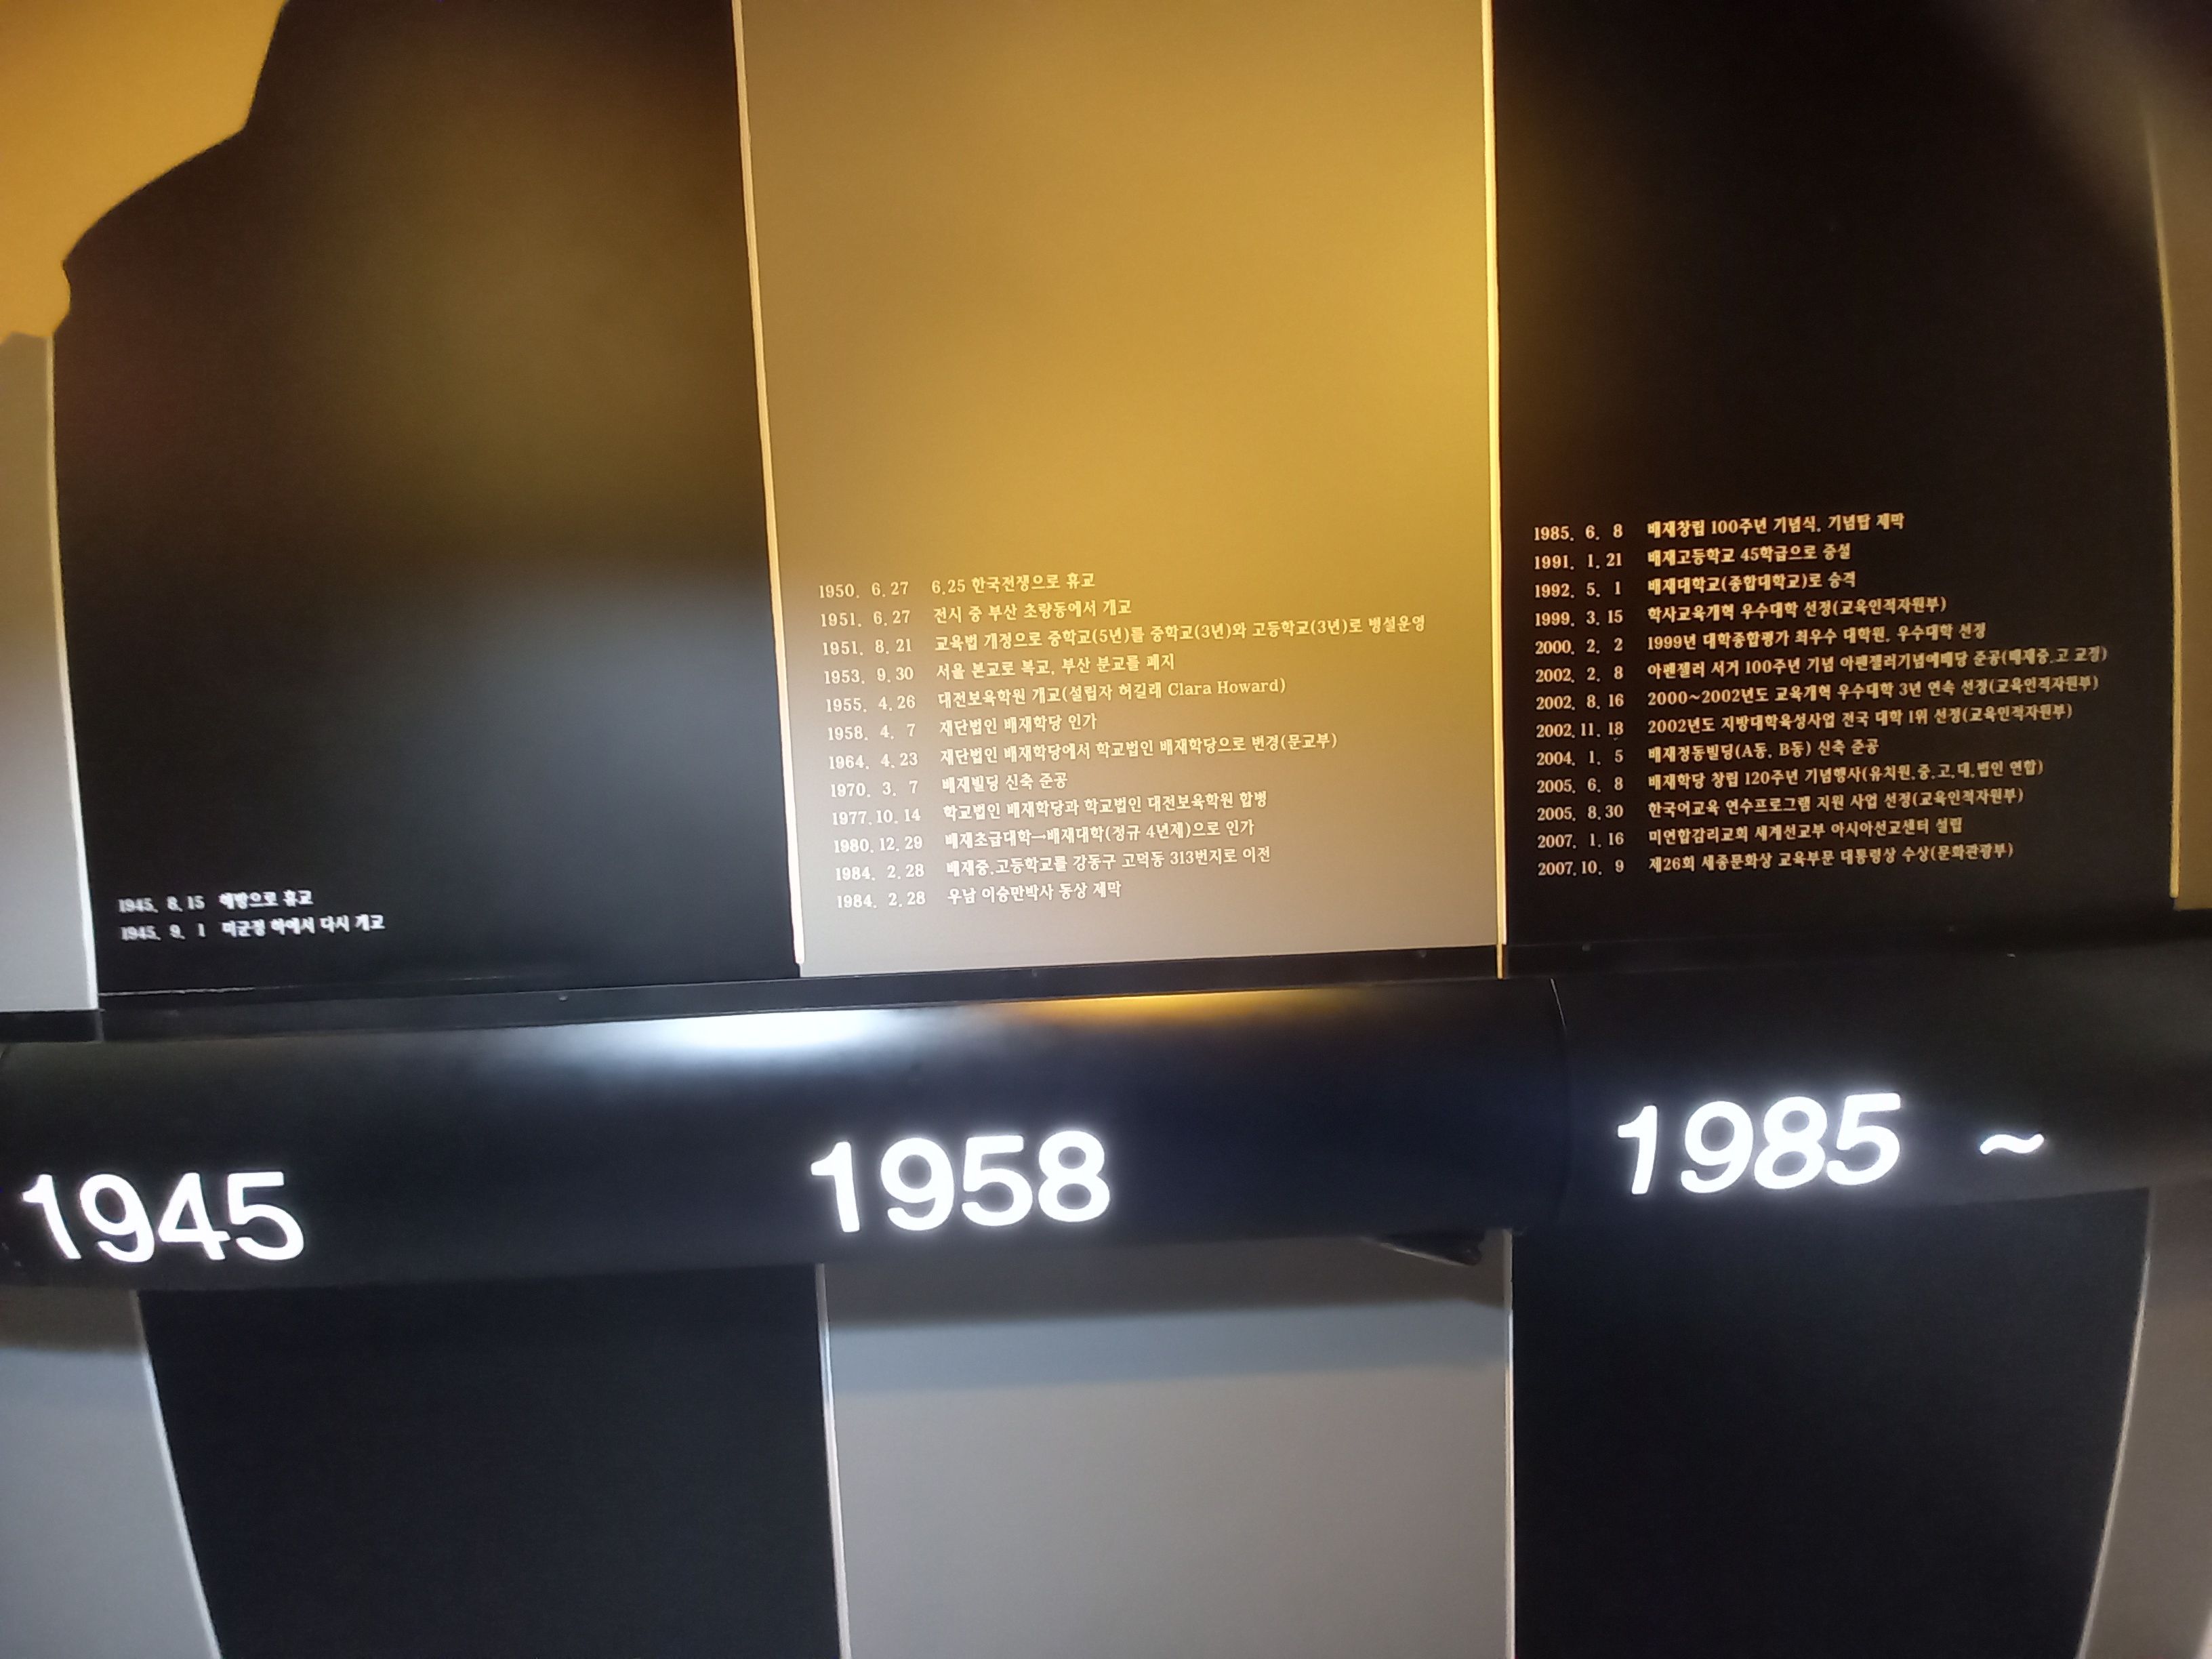 1945. 8. 15 해방으로 휴교
1945. 9. 1 미군정 하에서 다시 개교
1950. 6. 27 6.25 한국전쟁으로 휴교
1951. 6. 27 전시 중 부산 초량동에서 개교
1951. 8. 21 교육법 개정으로 중학교(5년)를 중학교(3년)와 고등학교(3년)로 병설운영
1953. 9. 30 서울 본교로 복교, 부산 분교를 폐지
1955. 4. 26 대전보육학원 개교(설립자 허길래 Clara Howard)
1958. 4. 7 재단법인 배재학당 인가
1964. 4. 23 재단법인 배재학당에서 학교법인 배재학당으로 변경(문교부)
1970. 3. 7 배재빌딩 신축 준공
1977. 10. 14 학교법인 배재학당과 학교법인 대전보육학원 합병
1980. 12. 29 배재초급대학→배재대학(정규 4년제)으로 인가
1984. 2. 28 배재중.고등학교를 강동구 고덕동 313번지로 이전
1984. 2. 28 우남 이승만박사 동상 제막
1985. 6. 8 배재창립 100주년 기념식, 기념탑 제막
1991. 1. 21 배재고등학교 45학급으로 증설
1992. 5. 1 배재대학교(종합대학교)로 승격
1999. 3. 15 학사교육개혁 우수대학 선정(교육인적자원부)
2000. 2. 2 1999년 대학종합평가 최우수 대학원, 우수대학 선정
2002. 2. 8 아펜젤러 서거 100주년 기념 아펜젤러기념예배당 준공(배재중.고 교정)
2002. 8. 16 2000~2002년도 교육개혁 우수대학 3년 연속 선정(교육인적자원부)
2002. 11. 18 2002년도 지방대학육성사업 전국 대학 1위 선정(교육인적자원부)
2004. 1. 5 배재정동빌딩(A동, B동) 신축 준공
2005. 6. 8 배재학당 창립 120주년 기념행사(유치원.중.고.대.법인 연합)
2005. 8. 30 한국어교육 연수프로그램 지원 사업 선정(교육인적자원부)
2007. 1. 16 미연합감리교회 세계선교부 아시아선교센터 설립
2007. 10. 9 제26회 세종문화상 교육부문 대통령상 수상(문화관광부)
1945
1958
1985 ~